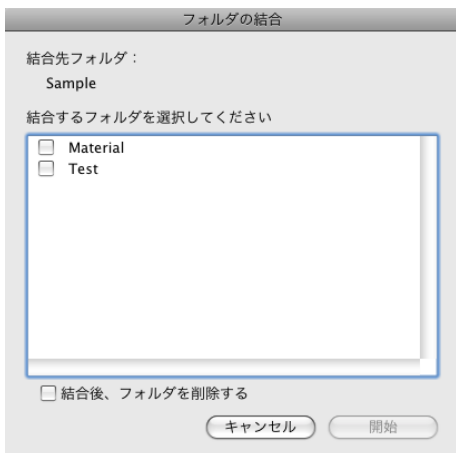 フォルダの結合
結合先フォルダ：
Sample
結合するフォルダを選択してください
Material
Test
結合後、フォルダを削除する
キャンセル
開始